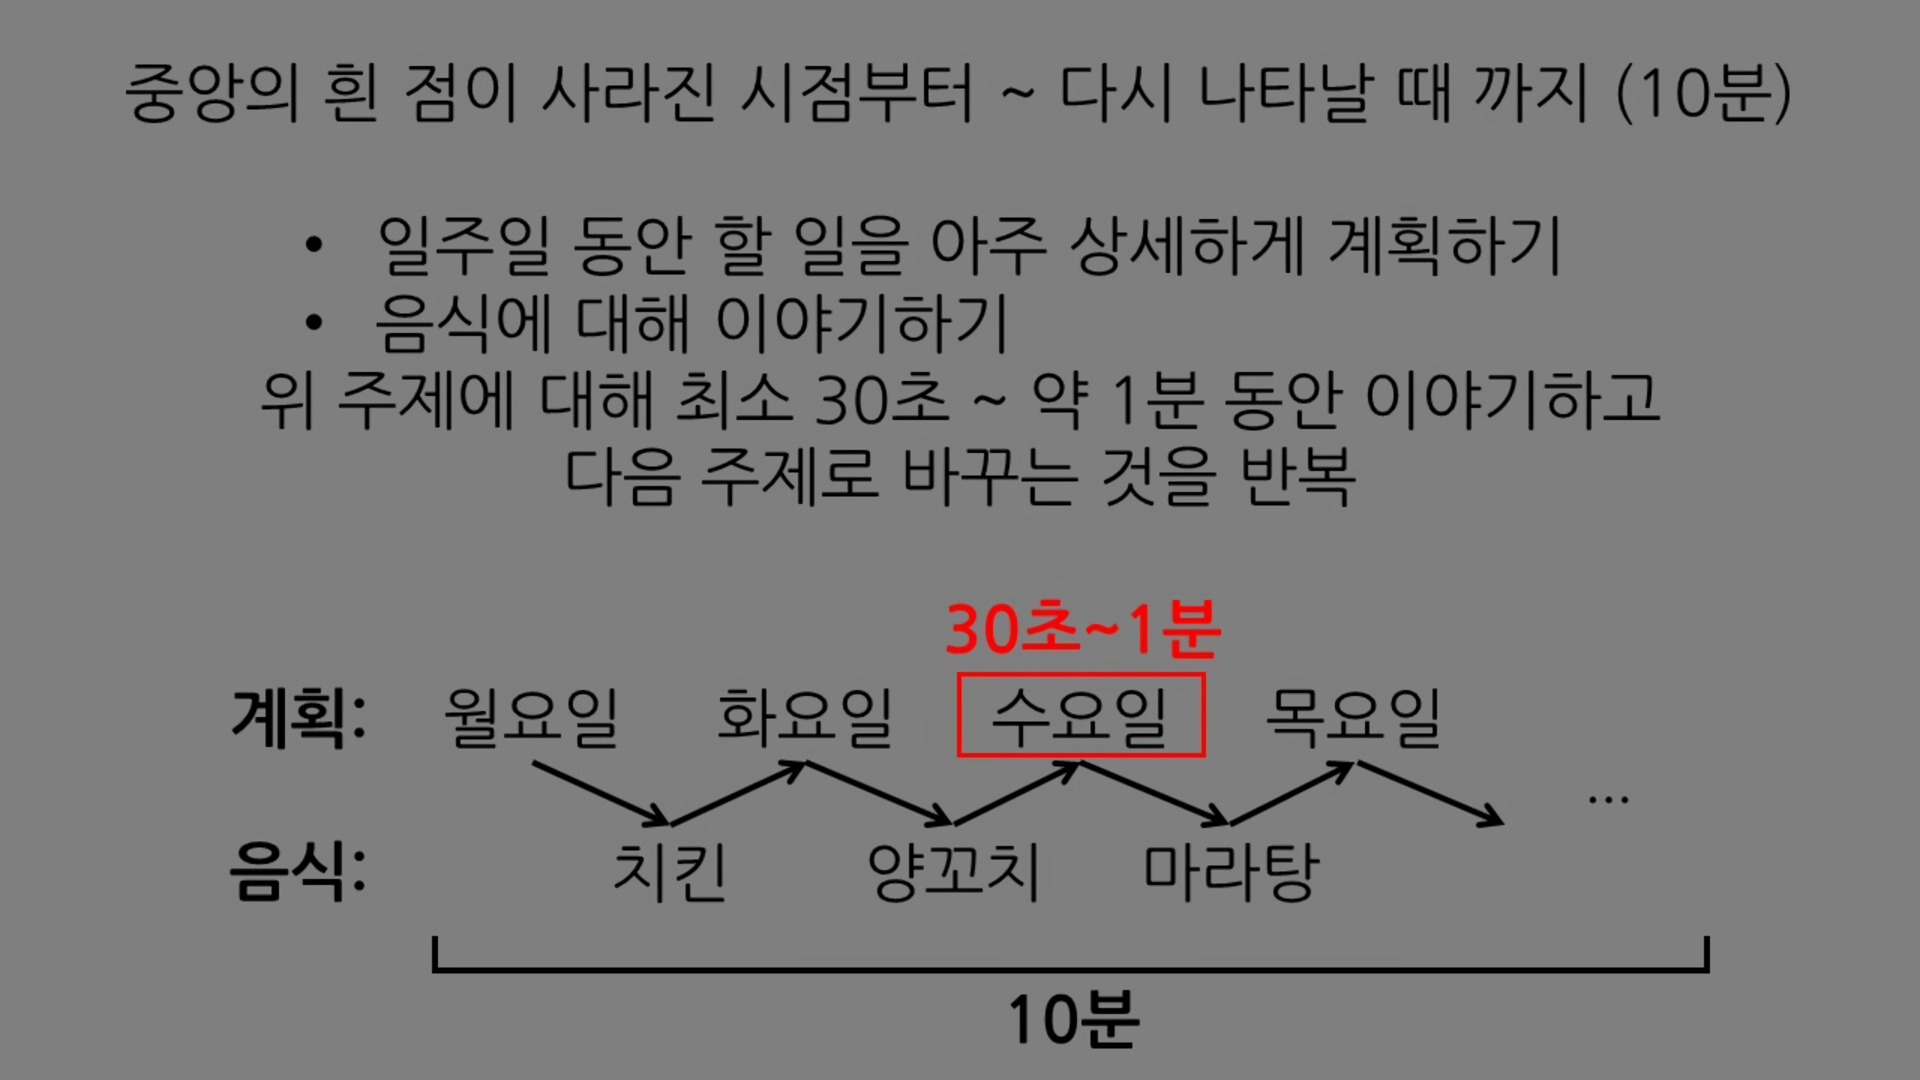 중앙의 흰 점이 사라진 시점부터 ~ 다시 나타날 때 까지 (10분)
• 일주일 동안 할 일을 아주 상세하게 계획하기
• 음식에 대해 이야기하기
위 주제에 대해 최소 30초 ~ 약 1분 동안 이야기하고
다음 주제로 바꾸는 것을 반복
30초~1분
계획: 월요일 화요일 수요일 목요일
...
음식: 치킨 양꼬치 마라탕
10분